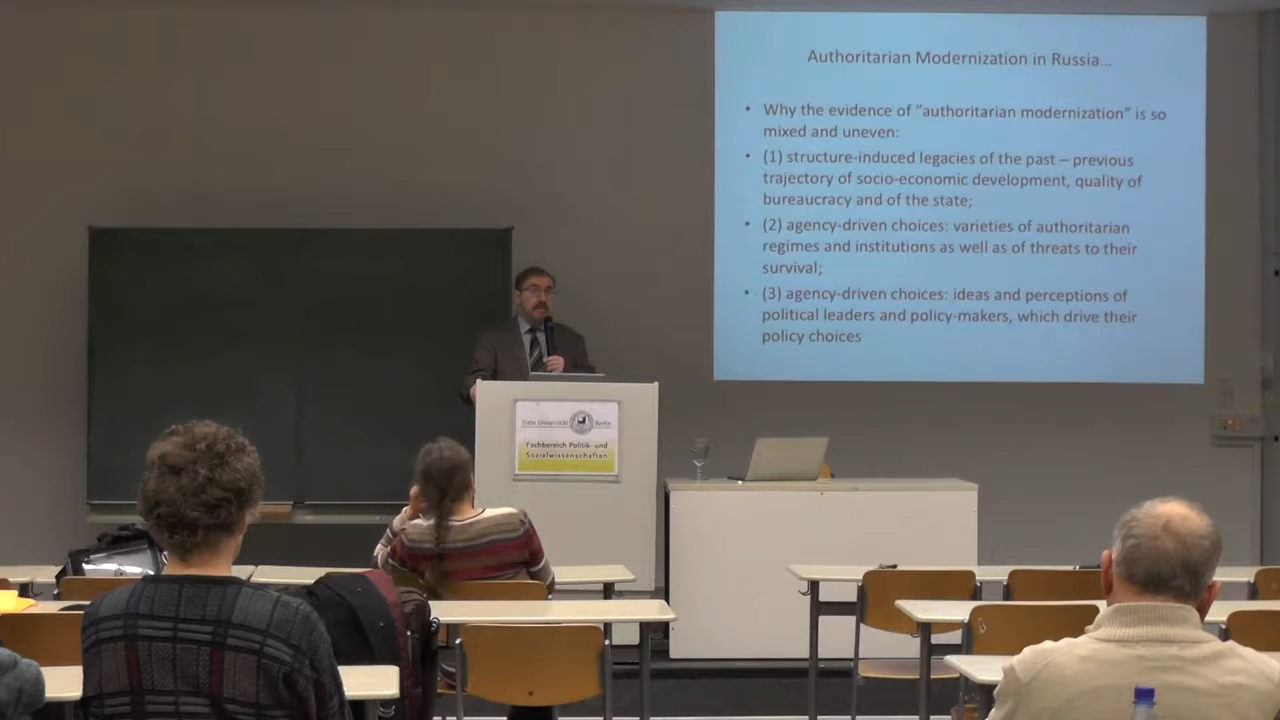 Authoritarian Modernization in Russia...
• Why the evidence of “authoritarian modernization” is so
mixed and uneven:
• (1) structure-induced legacies of the past – previous
trajectory of socio-economic development, quality of
bureaucracy and of the state;
• (2) agency-driven choices: varieties of authoritarian
regimes and institutions as well as of threats to their
survival;
• (3) agency-driven choices: ideas and perceptions of
political leaders and policy-makers, which drive their
policy choices
Freie Universität Berlin
Fachbereich Politik- und
Sozialwissenschaften